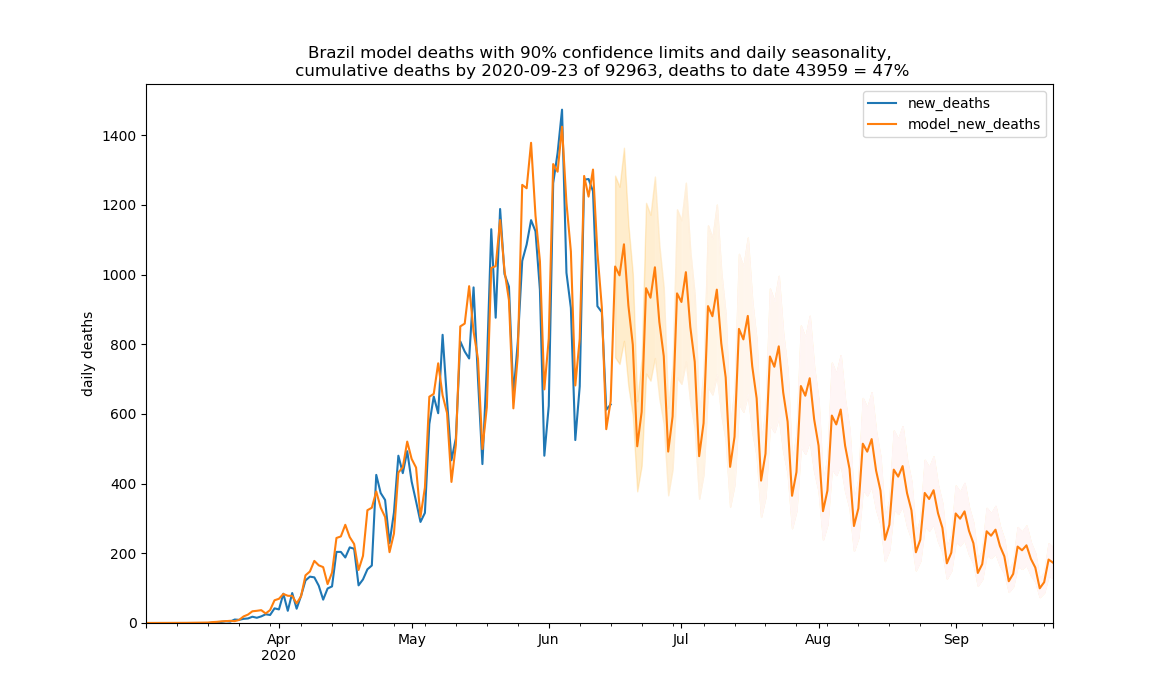 Brazil model deaths with 90% confidence limits and daily seasonality,
cumulative deaths by 2020-09-23 of 92963, deaths to date 43959 = 47%
new_deaths
model_new_deaths
1400
1200
1000
800
600
400
200
0
daily deaths
Apr
2020
May
Jun
Jul
Aug
Sep